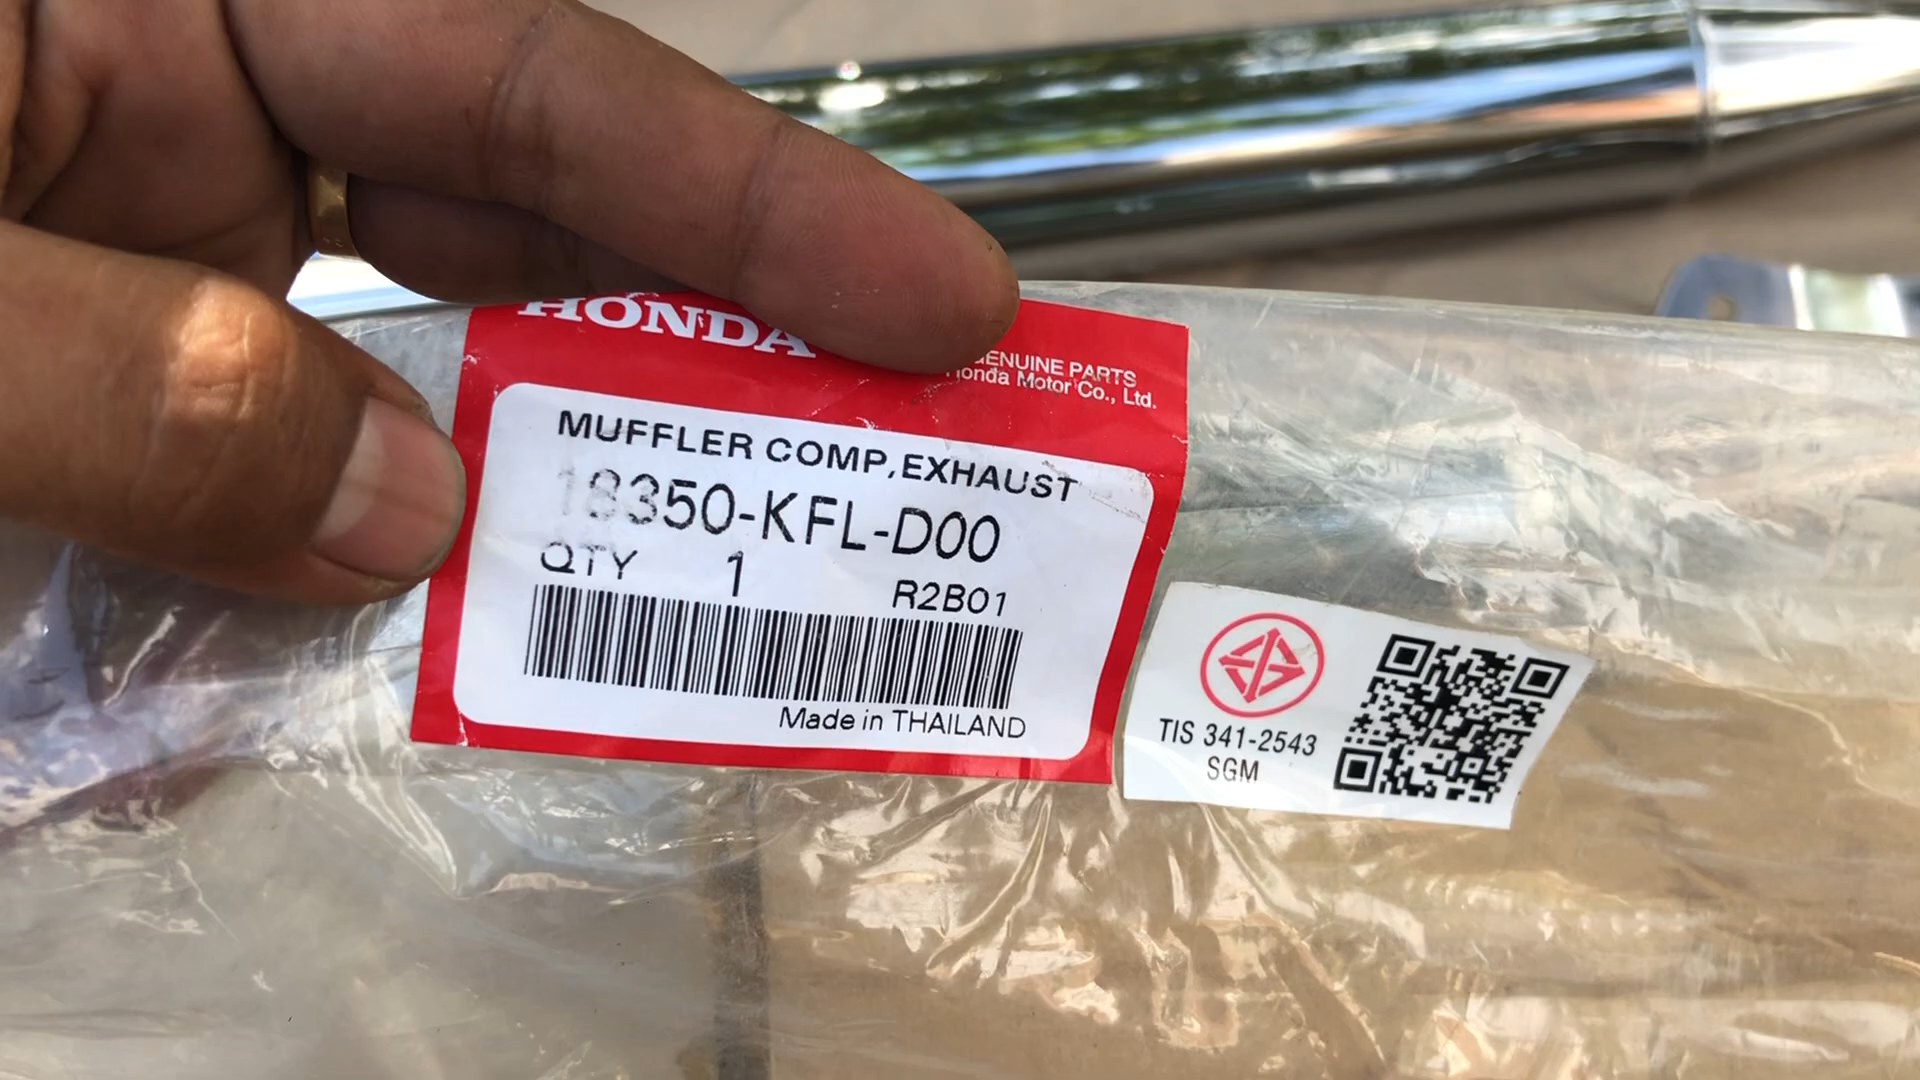 HONDA
GENUINE PARTS
Honda Motor Co., Ltd.
MUFFLER COMP,EXHAUST
18350-KFL-D00
QTY 1 R2B01
Made in THAILAND
TIS 341-2543
SGM